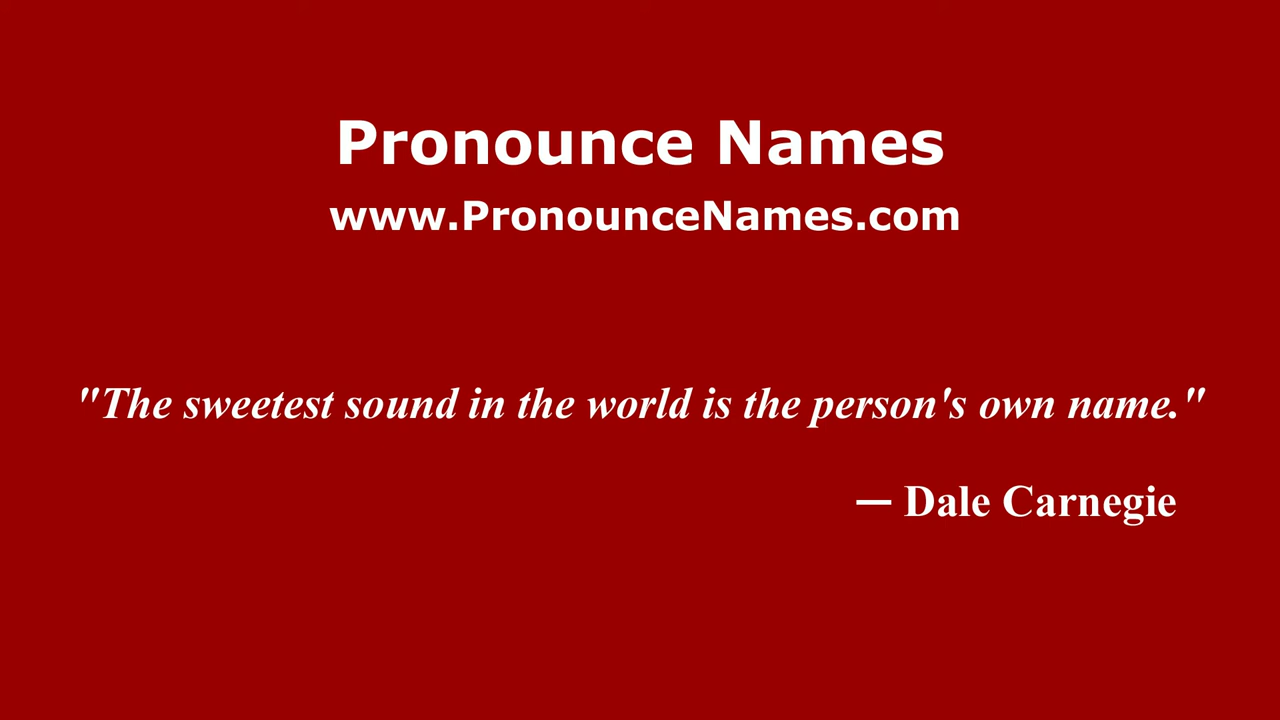 Pronounce Names
www.PronounceNames.com
"The sweetest sound in the world is the person's own name."
— Dale Carnegie